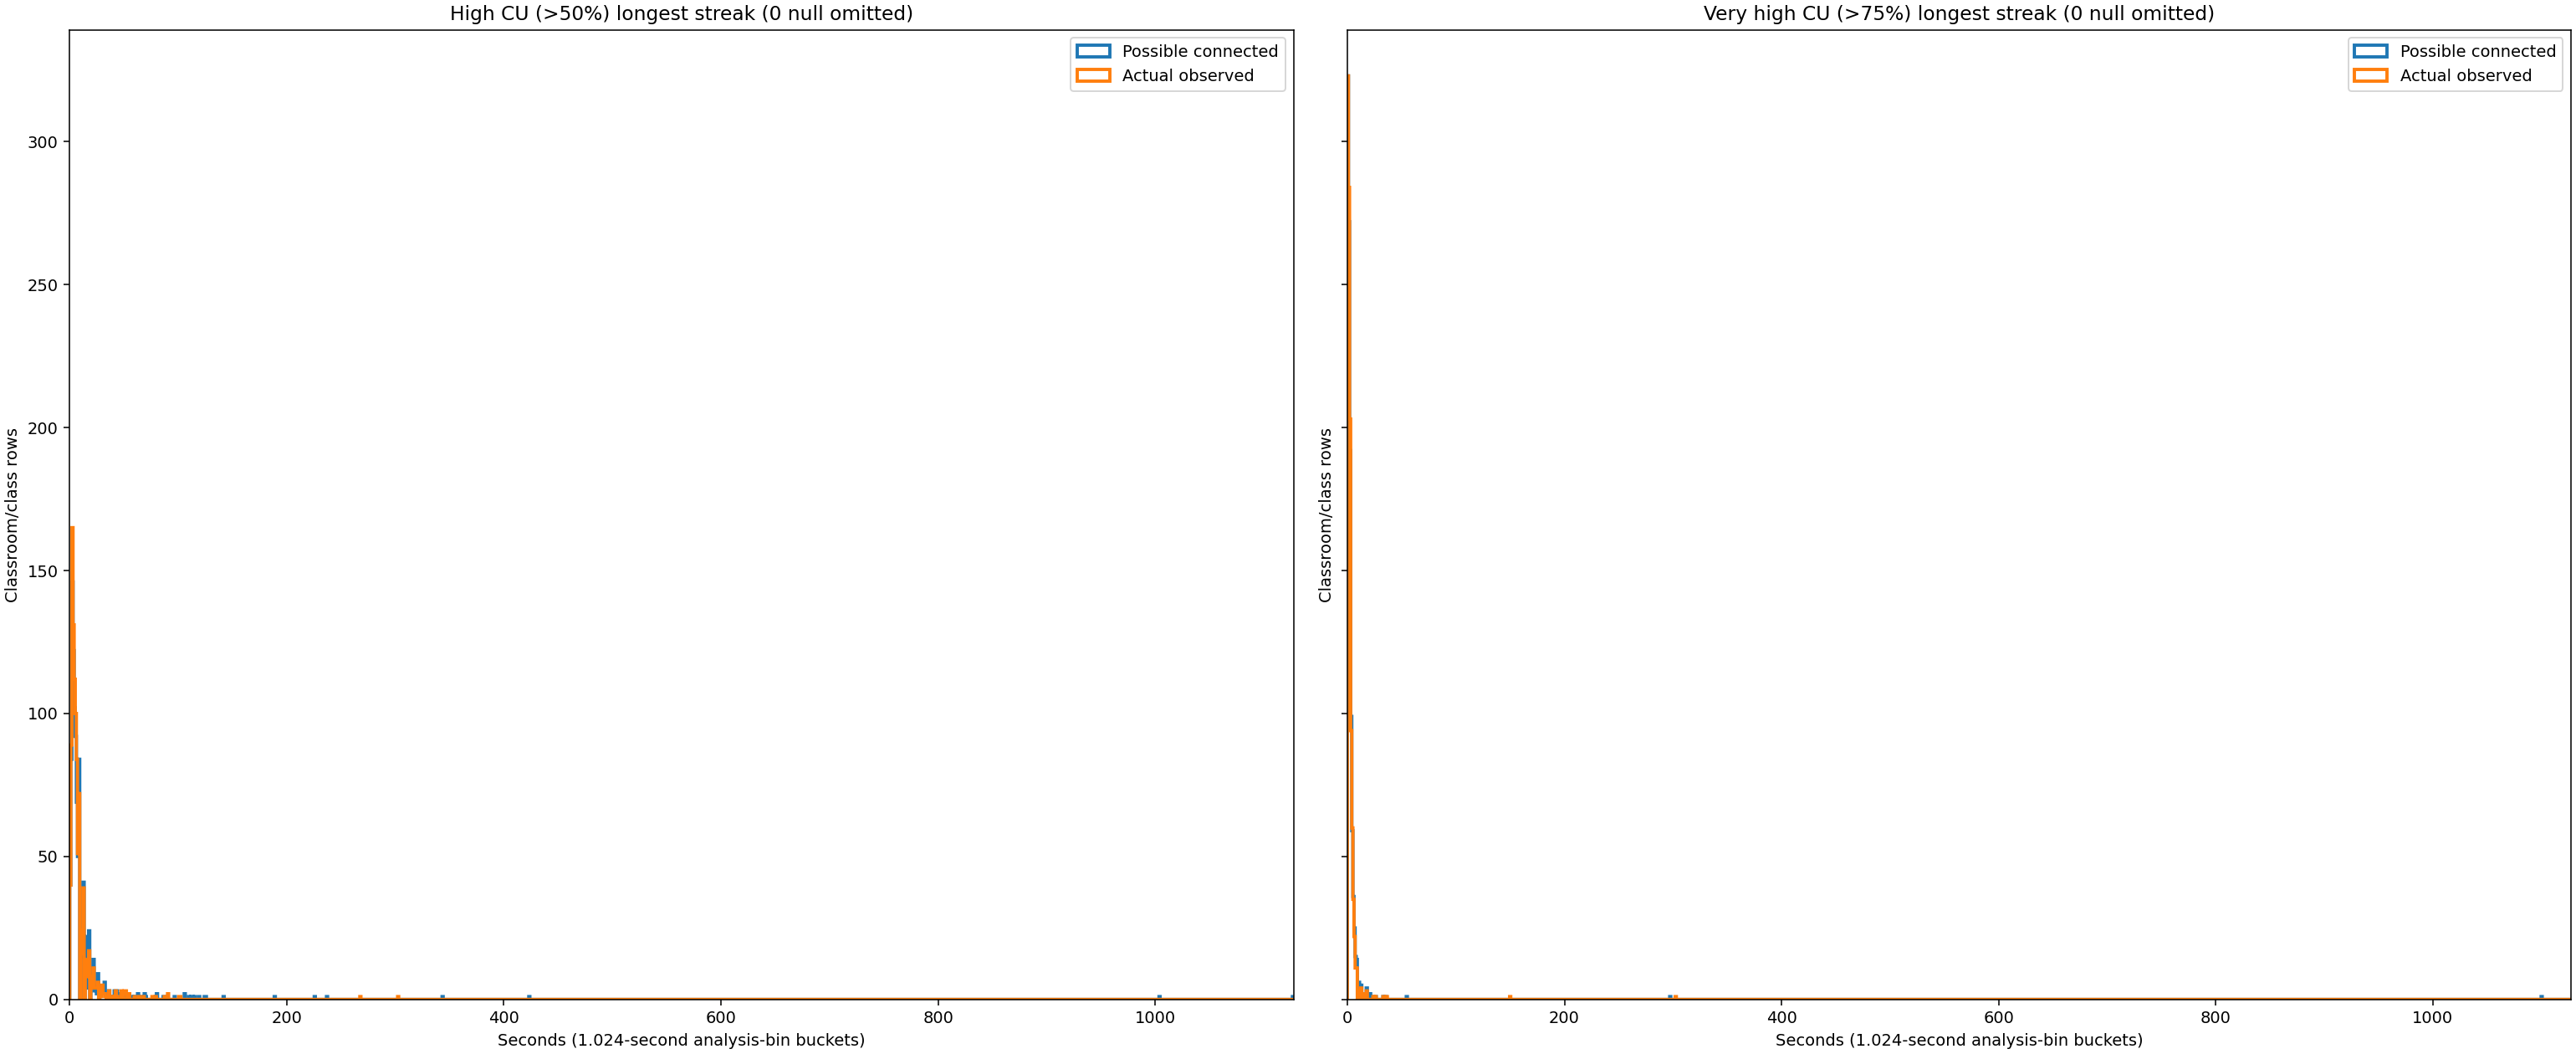 High CU (>50%) longest streak (0 null omitted)
Possible connected
Actual observed
300
250
200
150
100
50
0
Classroom/class rows
0 200 400 600 800 1000
Seconds (1.024-second analysis-bin buckets)
Very high CU (>75%) longest streak (0 null omitted)
Possible connected
Actual observed
Classroom/class rows
0 200 400 600 800 1000
Seconds (1.024-second analysis-bin buckets)